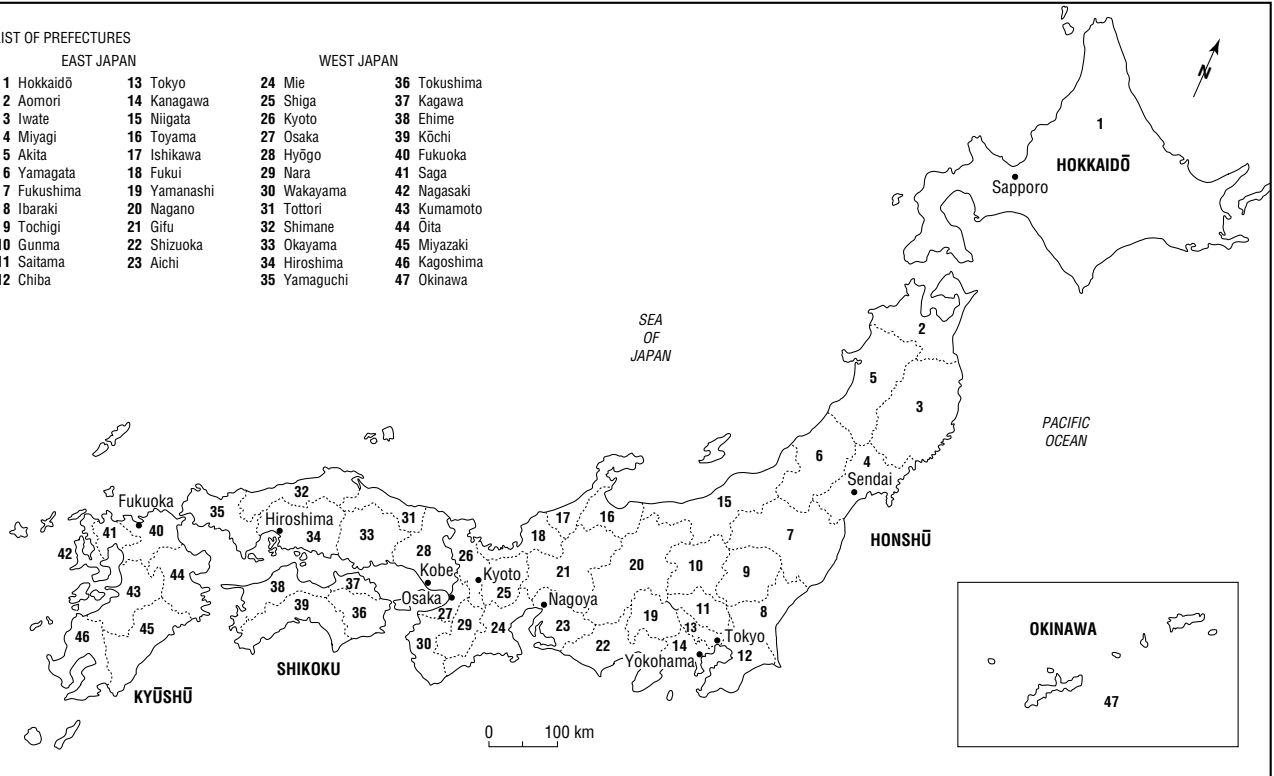 IST OF PREFECTURES
EAST JAPAN
1 Hokkaidō
2 Aomori
3 Iwate
4 Miyagi
5 Akita
6 Yamagata
7 Fukushima
8 Ibaraki
9 Tochigi
10 Gunma
11 Saitama
12 Chiba
13 Tokyo
14 Kanagawa
15 Niigata
16 Toyama
17 Ishikawa
18 Fukui
19 Yamanashi
20 Nagano
21 Gifu
22 Shizuoka
23 Aichi
WEST JAPAN
24 Mie
25 Shiga
26 Kyoto
27 Osaka
28 Hyōgo
29 Nara
30 Wakayama
31 Tottori
32 Shimane
33 Okayama
34 Hiroshima
35 Yamaguchi
36 Tokushima
37 Kagawa
38 Ehime
39 Kōchi
40 Fukuoka
41 Saga
42 Nagasaki
43 Kumamoto
44 Ōita
45 Miyazaki
46 Kagoshima
47 Okinawa
N
1
HOKKAIDŌ
Sapporo
SEA
OF
JAPAN
PACIFIC
OCEAN
2
5
3
6
4
Sendai
15
7
HONSHŪ
17
16
18
21
20
10
9
8
11
13
Tokyo
19
14
Yokohama
12
22
23
Nagoya
32
31
35
Hiroshima
34
33
28
26
Kobe
Kyoto
25
Osaka
27
29
24
30
Fukuoka
41
40
42
44
43
45
46
KYŪSHŪ
38
37
39
36
SHIKOKU
0 100 km
OKINAWA
47